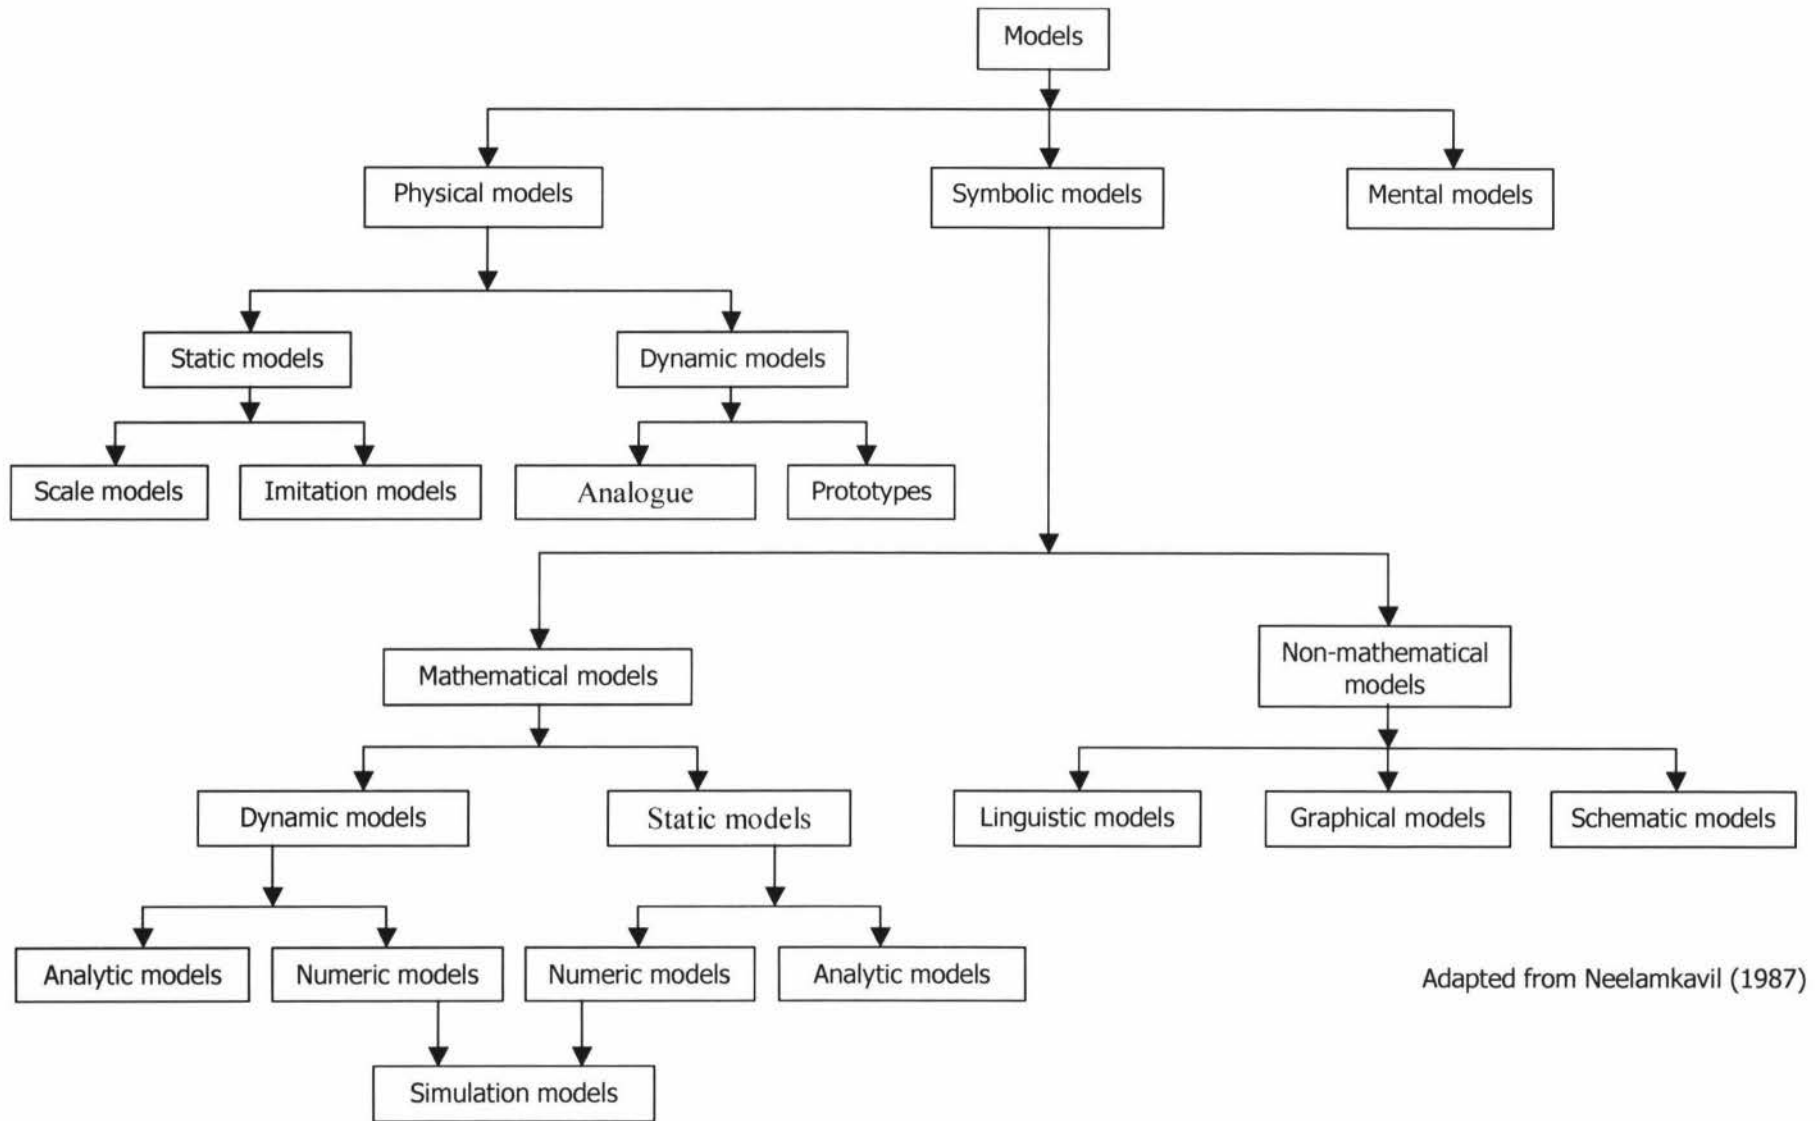 Models
Physical models
Symbolic models
Mental models
Static models
Dynamic models
Scale models
Imitation models
Analogue
Prototypes
Mathematical models
Non-mathematical
models
Dynamic models
Static models
Linguistic models
Graphical models
Schematic models
Analytic models
Numeric models
Numeric models
Analytic models
Adapted from Neelamkavil (1987)
Simulation models